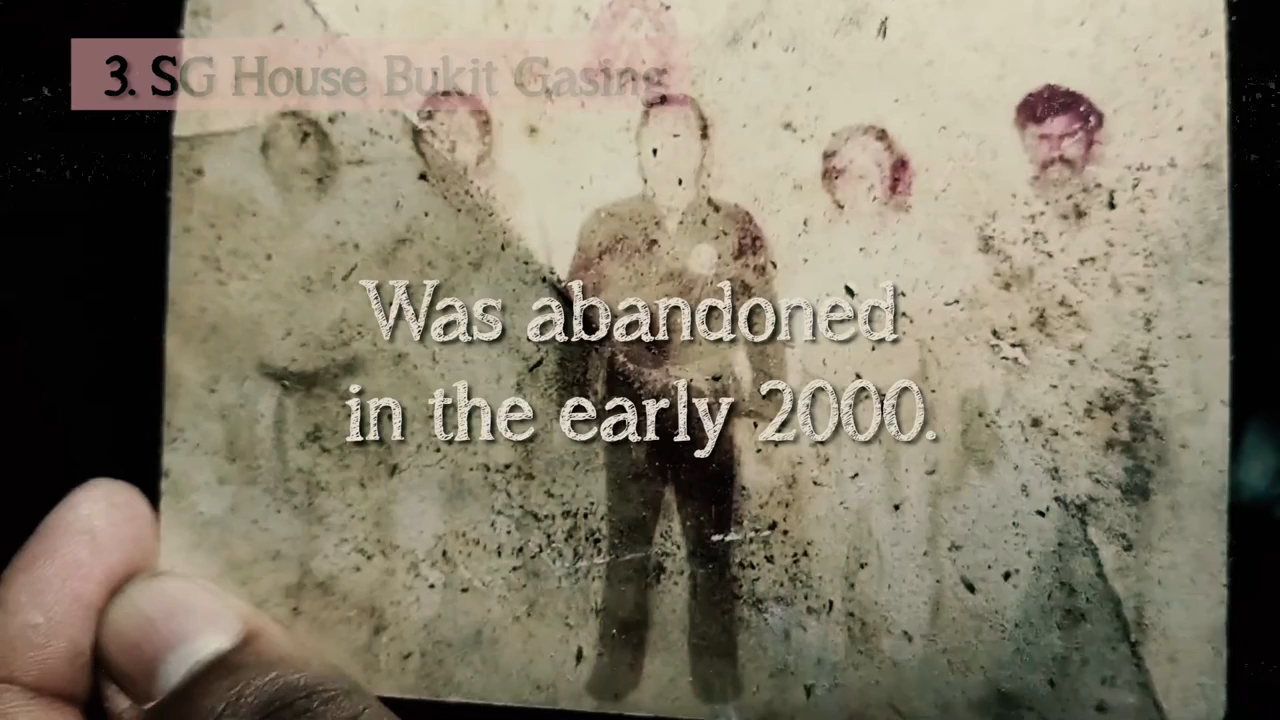 3. SG House Bukit Gasing
Was abandoned
in the early 2000.